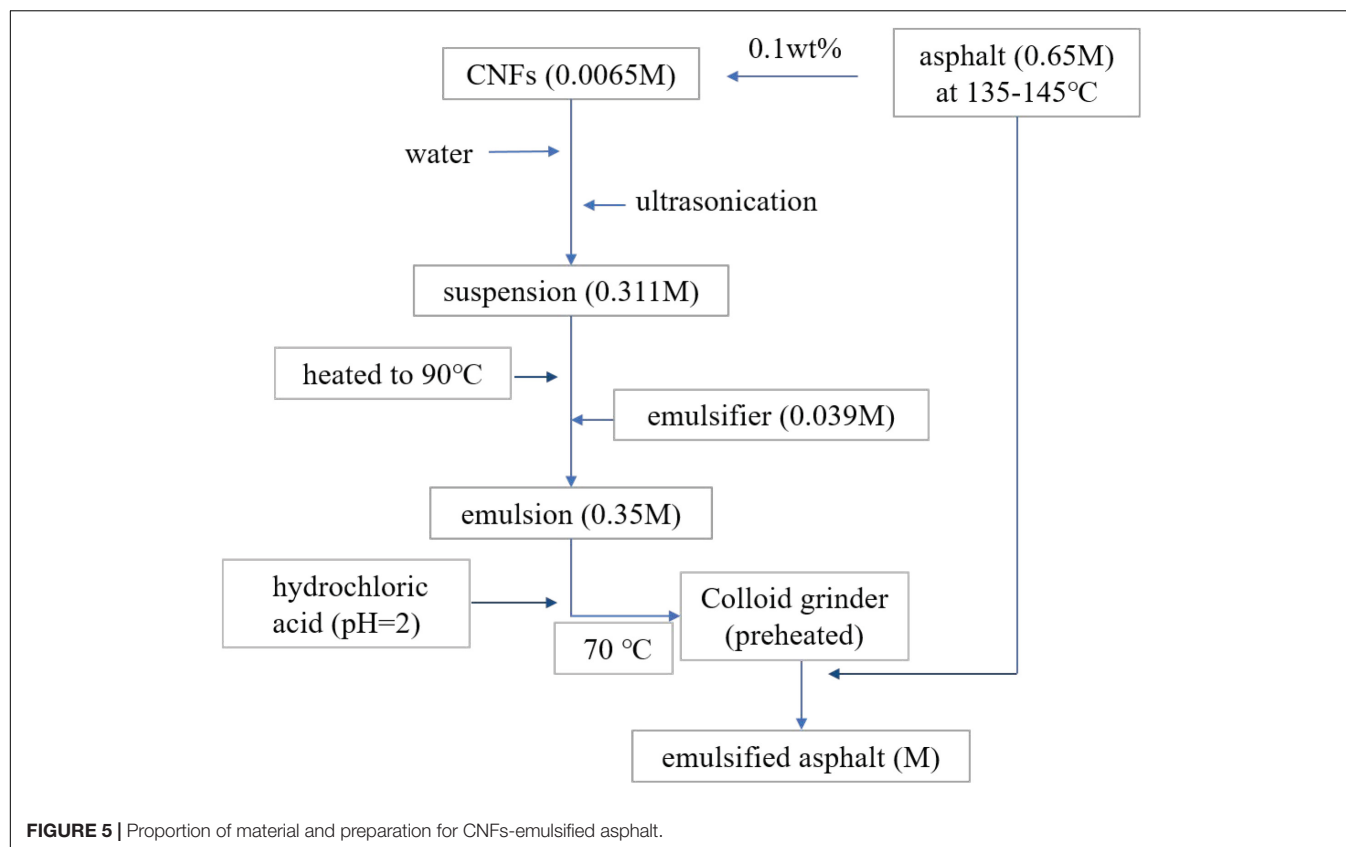 0.1wt%
CNFs (0.0065M)
asphalt (0.65M)
at 135-145℃
water
ultrasonication
suspension (0.311M)
heated to 90℃
emulsifier (0.039M)
emulsion (0.35M)
hydrochloric
acid (pH=2)
70 ℃
Colloid grinder
(preheated)
emulsified asphalt (M)
FIGURE 5 | Proportion of material and preparation for CNFs-emulsified asphalt.